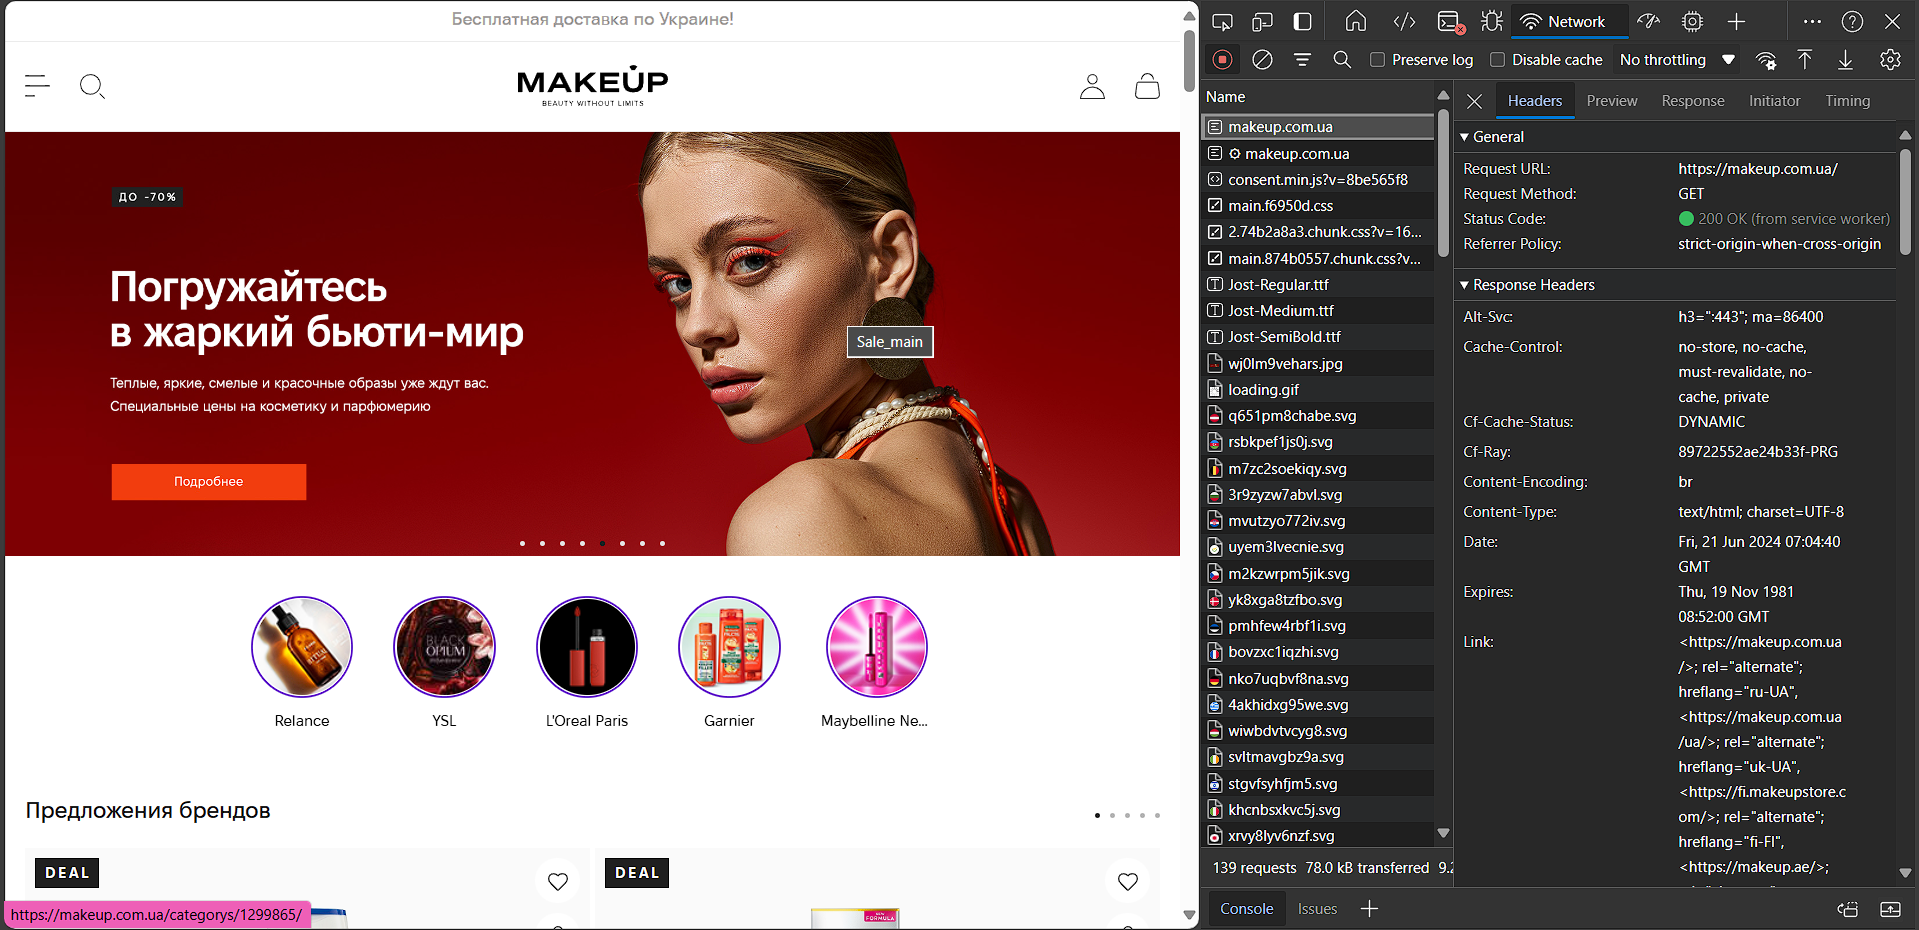 Бесплатная доставка по Украине!
MAKEUP
BEAUTY WITHOUT LIMITS
ДО -70%
Погружайтесь
в жаркий бьюти-мир
Теплые, яркие, смелые и красочные образы уже ждут вас.
Специальные цены на косметику и парфюмерию
Подробнее
Sale_main
BLACK
OPIUM
Relance
YSL
L'Oreal Paris
Garnier
Maybelline Ne...
Предложения брендов
DEAL
DEAL
FORMULA
https://makeup.com.ua/categorys/1299865/
Network
Preserve log
Disable cache
No throttling
Name
makeup.com.ua
makeup.com.ua
consent.min.js?v=8be565f8
main.f6950d.css
2.74b2a8a3.chunk.css?v=16...
main.874b0557.chunk.css?v...
Jost-Regular.ttf
Jost-Medium.ttf
Jost-SemiBold.ttf
wj0lm9vehars.jpg
loading.gif
q651pm8chabe.svg
rsbkpef1js0j.svg
m7zc2soekiqy.svg
3r9zyzw7abvl.svg
mvutzyo772iv.svg
uyem3lvecnie.svg
m2kzwrpm5jik.svg
yk8xga8tzfbo.svg
pmhfew4rbf1i.svg
bovzxc1iqzhi.svg
nko7uqbvf8na.svg
4akhidxg95we.svg
wiwbdvtvcyg8.svg
svltmavgbz9a.svg
stgvfsyhfjm5.svg
khcnbsxkvc5j.svg
xrvy8lyv6nzf.svg
139 requests 78.0 kB transferred 9.2
Headers Preview Response Initiator Timing
General
Request URL: https://makeup.com.ua/
Request Method: GET
Status Code: 200 OK (from service worker)
Referrer Policy: strict-origin-when-cross-origin
Response Headers
Alt-Svc: h3=":443"; ma=86400
Cache-Control: no-store, no-cache,
must-revalidate, no-
cache, private
Cf-Cache-Status: DYNAMIC
Cf-Ray: 89722552ae24b33f-PRG
Content-Encoding: br
Content-Type: text/html; charset=UTF-8
Date: Fri, 21 Jun 2024 07:04:40
GMT
Expires: Thu, 19 Nov 1981
08:52:00 GMT
Link: <https://makeup.com.ua
/>; rel="alternate";
hreflang="ru-UA",
<https://makeup.com.ua
/ua/>; rel="alternate";
hreflang="uk-UA",
<https://fi.makeupstore.c
om/>; rel="alternate";
hreflang="fi-FI",
<https://makeup.ae/>;
Console Issues